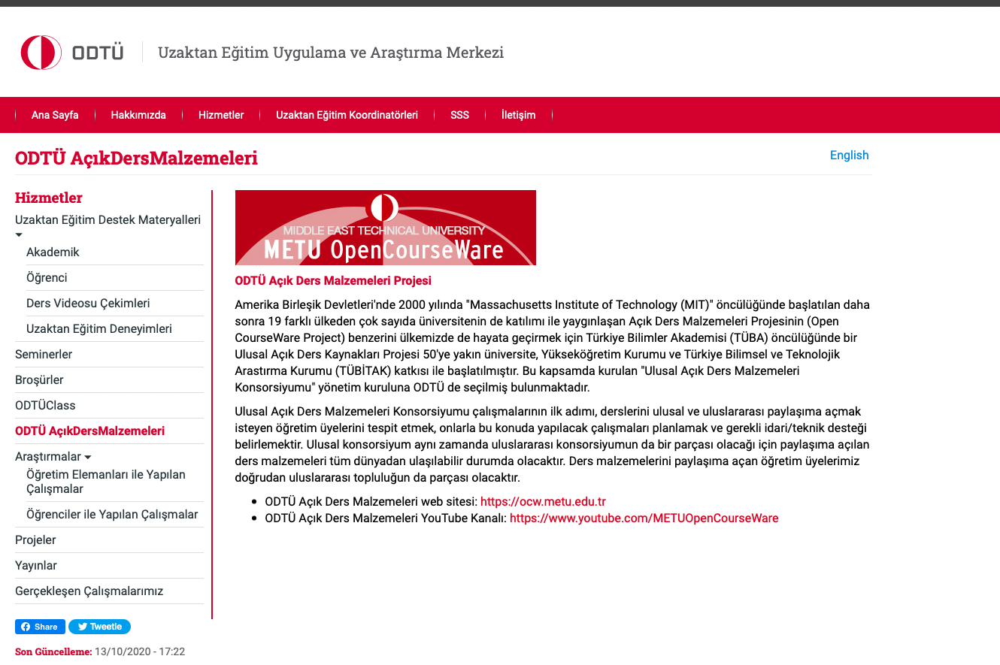 ODTÜ
Uzaktan Eğitim Uygulama ve Araştırma Merkezi
Ana Sayfa
Hakkımızda
Hizmetler
Uzaktan Eğitim Koordinatörleri
SSS
İletişim
ODTÜ AçıkDersMalzemeleri
English
Hizmetler
Uzaktan Eğitim Destek Materyalleri
Akademik
Öğrenci
Ders Videosu Çekimleri
Uzaktan Eğitim Deneyimleri
Seminerler
Broşürler
ODTÜClass
ODTÜ AçıkDersMalzemeleri
Araştırmalar
Öğretim Elemanları ile Yapılan
Çalışmalar
Öğrenciler ile Yapılan Çalışmalar
Projeler
Yayınlar
Gerçekleşen Çalışmalarımız
Share
Tweetle
Son Güncelleme: 13/10/2020 - 17:22
MIDDLE EAST TECHNICAL UNIVERSITY
METU OpenCourseWare
ODTÜ Açık Ders Malzemeleri Projesi
Amerika Birleşik Devletleri'nde 2000 yılında "Massachusetts Institute of Technology (MIT)" öncülüğünde başlatılan daha
sonra 19 farklı ülkeden çok sayıda üniversitenin de katılımı ile yaygınlaşan Açık Ders Malzemeleri Projesinin (Open
CourseWare Project) benzerini ülkemizde de hayata geçirmek için Türkiye Bilimler Akademisi (TÜBA) öncülüğünde bir
Ulusal Açık Ders Kaynakları Projesi 50'ye yakın üniversite, Yükseköğretim Kurumu ve Türkiye Bilimsel ve Teknolojik
Arastırma Kurumu (TÜBİTAK) katkısı ile başlatılmıştır. Bu kapsamda kurulan "Ulusal Açık Ders Malzemeleri
Konsorsiyumu" yönetim kuruluna ODTÜ de seçilmiş bulunmaktadır.
Ulusal Açık Ders Malzemeleri Konsorsiyumu çalışmalarının ilk adımı, derslerini ulusal ve uluslararası paylaşıma açmak
isteyen öğretim üyelerini tespit etmek, onlarla bu konuda yapılacak çalışmaları planlamak ve gerekli idari/teknik desteği
belirlemektir. Ulusal konsorsiyum aynı zamanda uluslararası konsorsiyumun da bir parçası olacağı için paylaşıma açılan
ders malzemeleri tüm dünyadan ulaşılabilir durumda olacaktır. Ders malzemelerini paylaşıma açan öğretim üyelerimiz
doğrudan uluslararası topluluğun da parçası olacaktır.
• ODTÜ Açık Ders Malzemeleri web sitesi: https://ocw.metu.edu.tr
• ODTÜ Açık Ders Malzemeleri YouTube Kanalı: https://www.youtube.com/METUOpenCourseWare